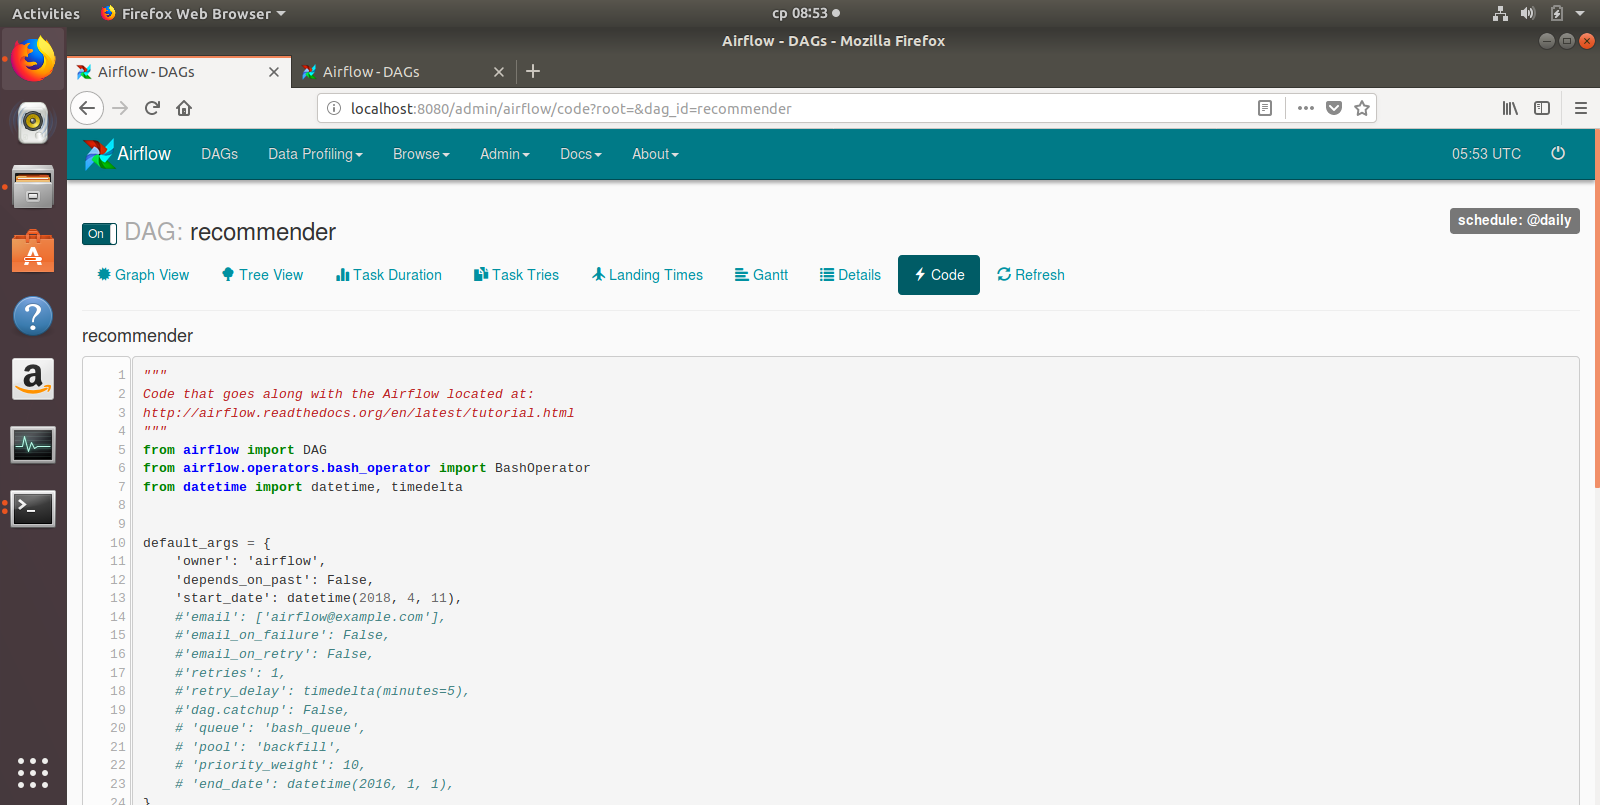 Activities Firefox Web Browser ср 08:53
Airflow - DAGs - Mozilla Firefox
Airflow - DAGs Airflow - DAGs
localhost:8080/admin/airflow/code?root=&dag_id=recommender
Airflow DAGs Data Profiling Browse Admin Docs About 05:53 UTC
schedule: @daily
On DAG: recommender
Graph View Tree View Task Duration Task Tries Landing Times Gantt Details Code Refresh
recommender
1 """
2 Code that goes along with the Airflow located at:
3 http://airflow.readthedocs.org/en/latest/tutorial.html
4 """
5 from airflow import DAG
6 from airflow.operators.bash_operator import BashOperator
7 from datetime import datetime, timedelta
8
9
10 default_args = {
11 'owner': 'airflow',
12 'depends_on_past': False,
13 'start_date': datetime(2018, 4, 11),
14 #'email': ['airflow@example.com'],
15 #'email_on_failure': False,
16 #'email_on_retry': False,
17 #'retries': 1,
18 #'retry_delay': timedelta(minutes=5),
19 #'dag.catchup': False,
20 # 'queue': 'bash_queue',
21 # 'pool': 'backfill',
22 # 'priority_weight': 10,
23 # 'end_date': datetime(2016, 1, 1),
24 }